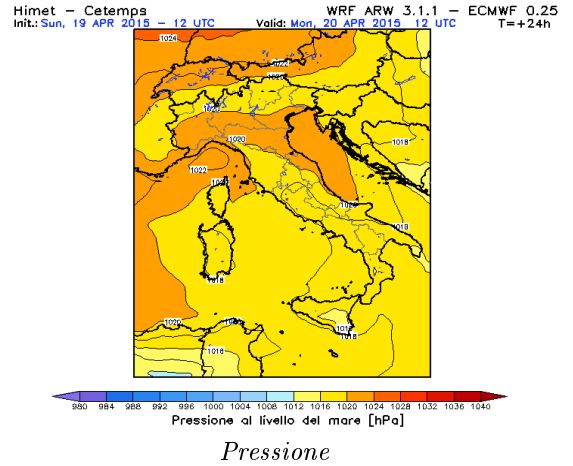 Himet – Cetemps WRF ARW 3.1.1 – ECMWF 0.25
Init.: Sun, 19 APR 2015 – 12 UTC Valid: Mon, 20 APR 2015 12 UTC T=+24h
1024
1022
1020
1020
1018
1020
1022
1020
1018
1018
1020
1016
1018
1016
980 984 988 992 996 1000 1004 1008 1012 1016 1020 1024 1028 1032 1036 1040
Pressione al livello del mare [hPa]
Pressione